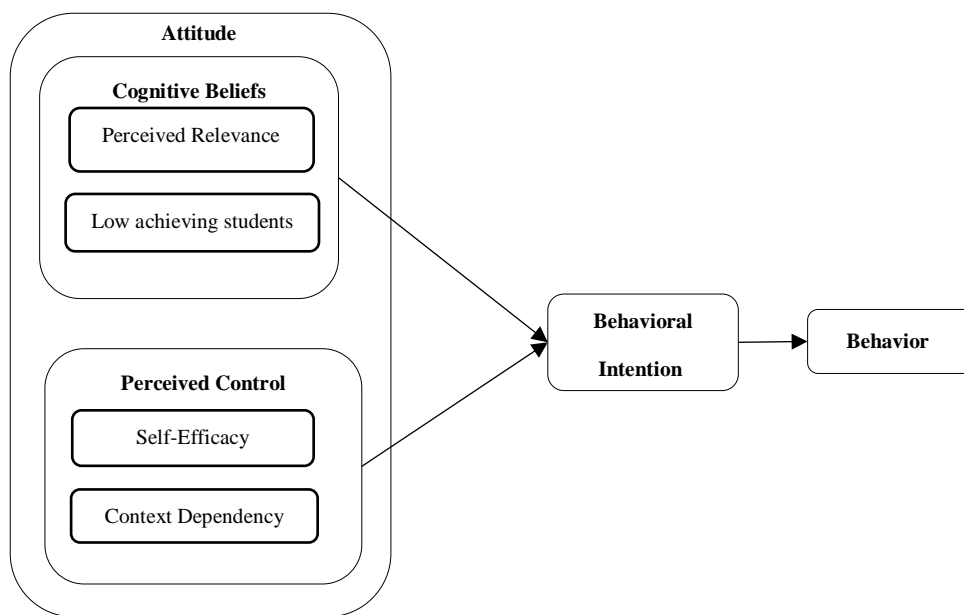 Attitude
Cognitive Beliefs
Perceived Relevance
Low achieving students
Perceived Control
Self-Efficacy
Context Dependency
Behavioral
Intention
Behavior